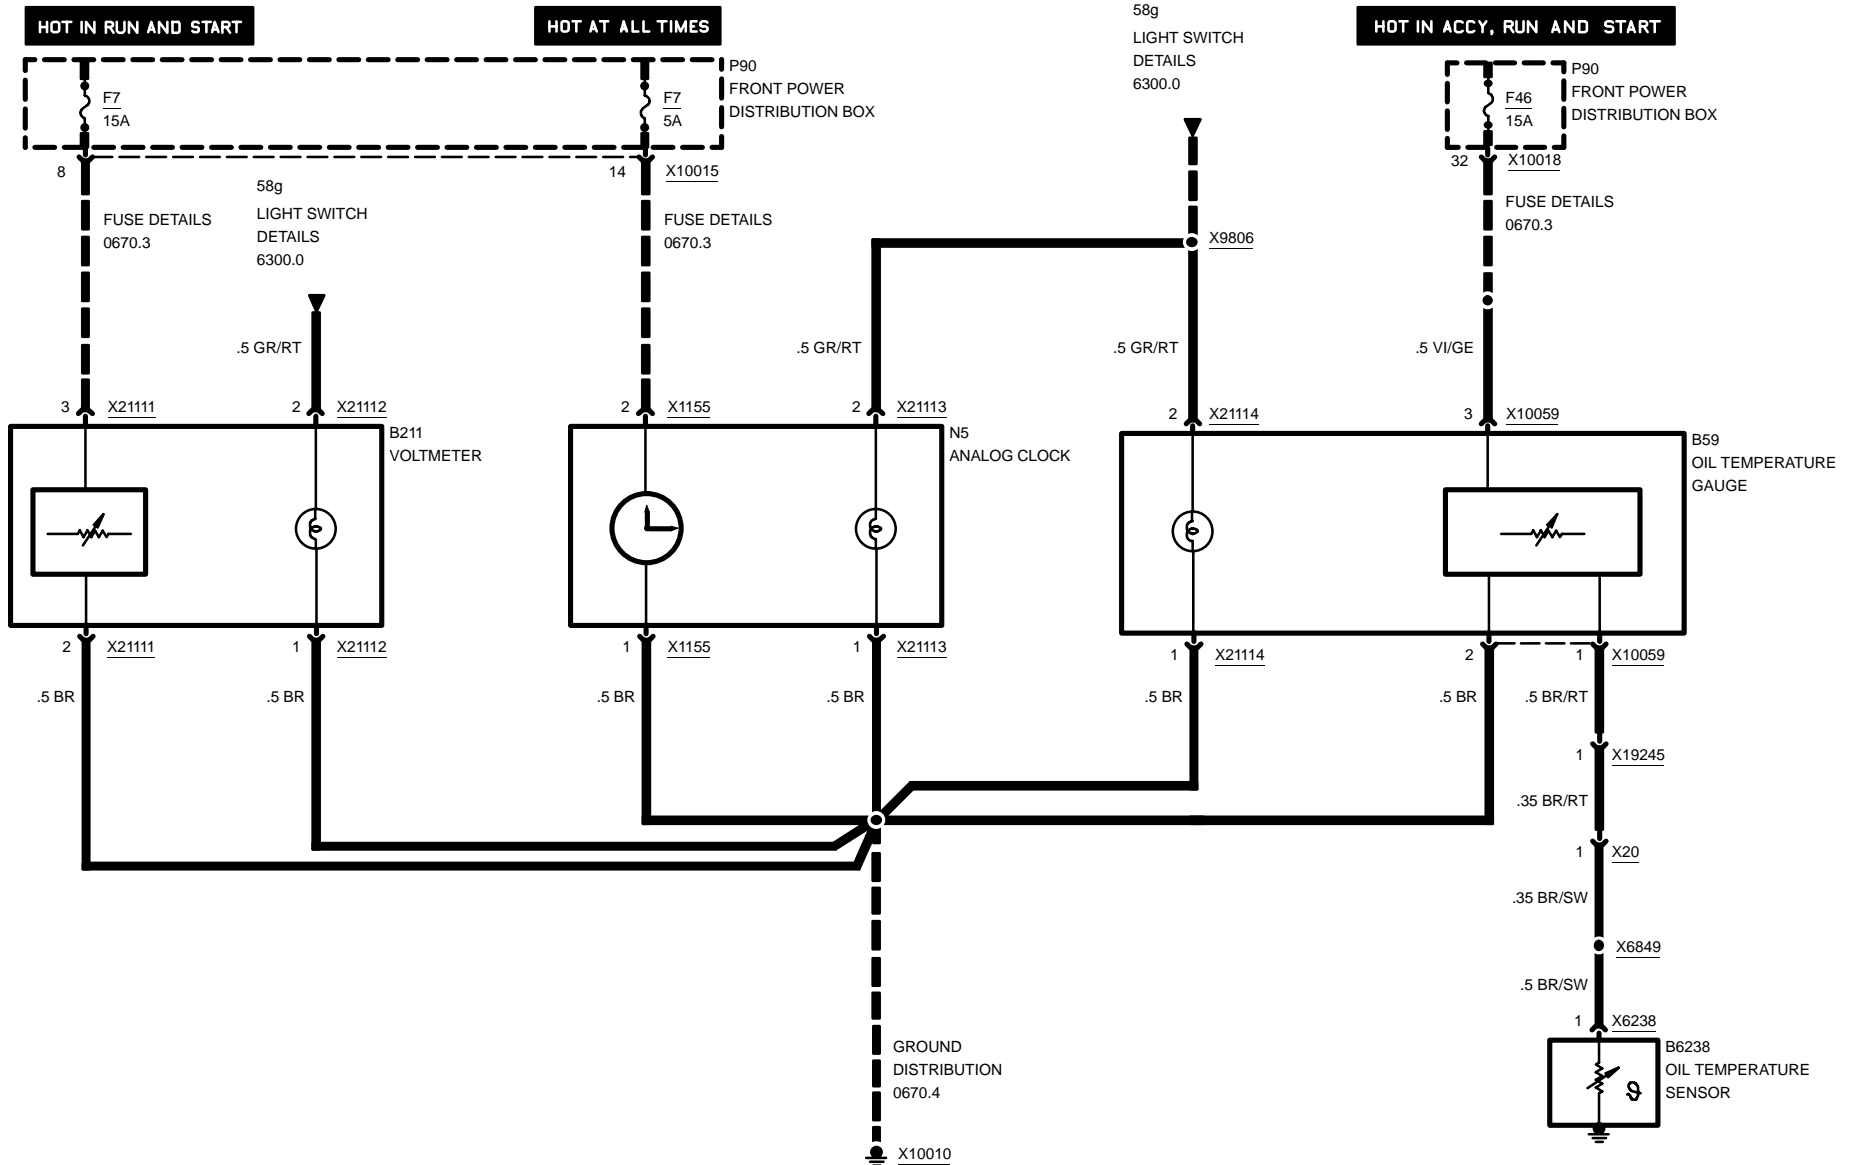 HOT IN RUN AND START
HOT AT ALL TIMES
58g
LIGHT SWITCH
DETAILS
6300.0
HOT IN ACCY, RUN AND START
F7
15A
F7
5A
P90
FRONT POWER
DISTRIBUTION BOX
F46
15A
P90
FRONT POWER
DISTRIBUTION BOX
8
14
X10015
32
X10018
58g
LIGHT SWITCH
DETAILS
6300.0
FUSE DETAILS
0670.3
FUSE DETAILS
0670.3
FUSE DETAILS
0670.3
X9806
.5 GR/RT
.5 GR/RT
.5 GR/RT
.5 VI/GE
3
X21111
2
X21112
2
X1155
2
X21113
2
X21114
3
X10059
B211
VOLTMETER
N5
ANALOG CLOCK
B59
OIL TEMPERATURE
GAUGE
2
X21111
1
X21112
1
X1155
1
X21113
1
X21114
2
1
X10059
.5 BR
.5 BR
.5 BR
.5 BR
.5 BR
.5 BR
.5 BR/RT
1
X19245
.35 BR/RT
1
X20
.35 BR/SW
X6849
.5 BR/SW
1
X6238
B6238
OIL TEMPERATURE
SENSOR
ϑ
GROUND
DISTRIBUTION
0670.4
X10010